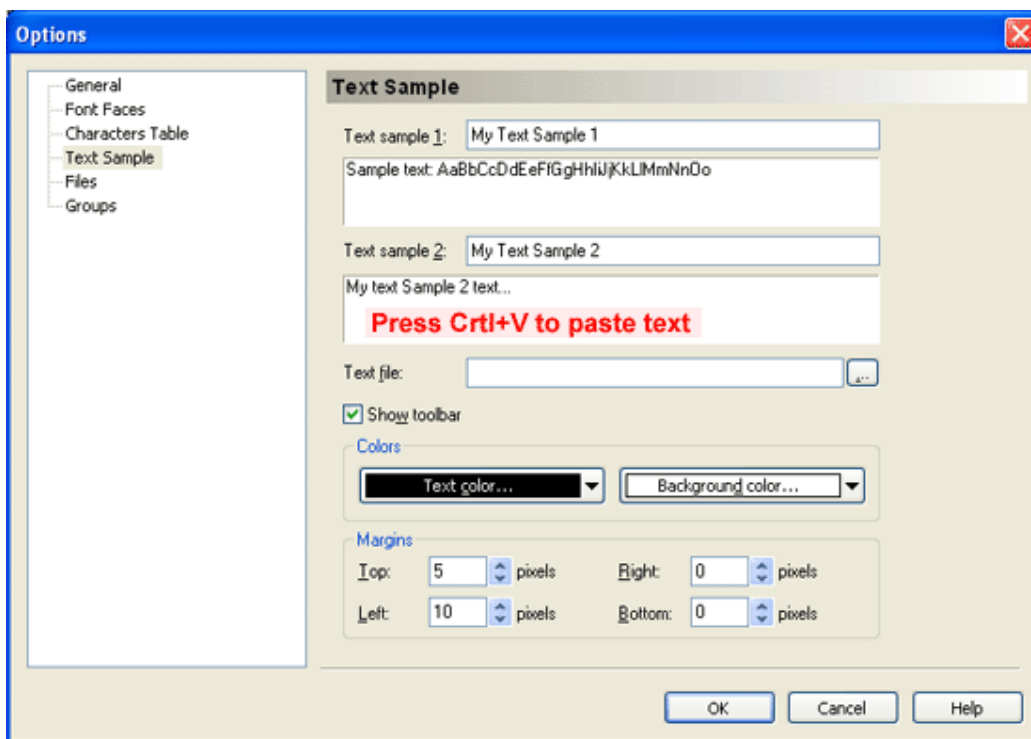 Options
General
Font Faces
Characters Table
Text Sample
Files
Groups
Text Sample
Text sample 1: My Text Sample 1
Sample text: AaBbCcDdEeFfGgHhIiJjKkLlMmNnOo
Text sample 2: My Text Sample 2
My text Sample 2 text...
Press Crtl+V to paste text
Text file: ...
Show toolbar
Colors
Text color... Background color...
Margins
Top: 5 pixels Right: 0 pixels
Left: 10 pixels Bottom: 0 pixels
OK Cancel Help